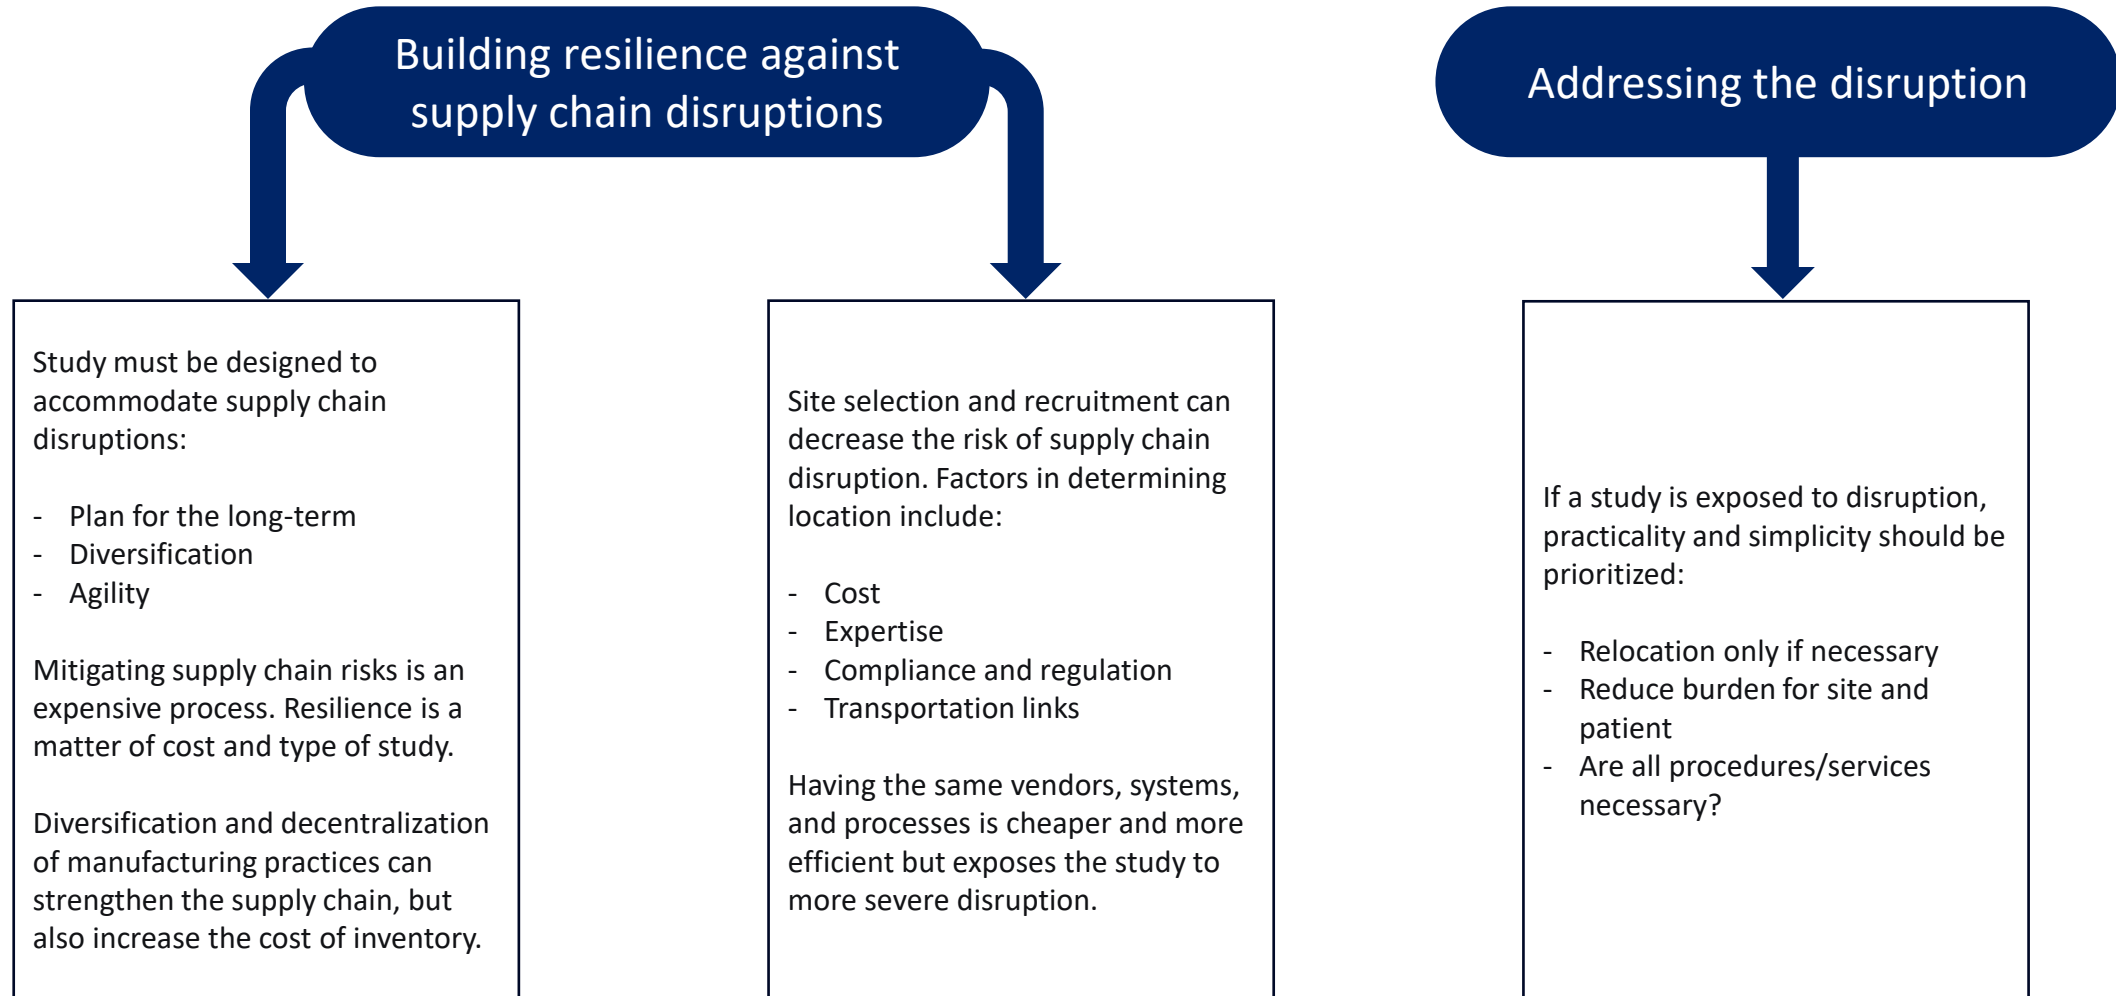 Building resilience against
supply chain disruptions
Addressing the disruption
Study must be designed to
accommodate supply chain
disruptions:
- Plan for the long-term
- Diversification
- Agility
Mitigating supply chain risks is an
expensive process. Resilience is a
matter of cost and type of study.
Diversification and decentralization
of manufacturing practices can
strengthen the supply chain, but
also increase the cost of inventory.
Site selection and recruitment can
decrease the risk of supply chain
disruption. Factors in determining
location include:
- Cost
- Expertise
- Compliance and regulation
- Transportation links
Having the same vendors, systems,
and processes is cheaper and more
efficient but exposes the study to
more severe disruption.
If a study is exposed to disruption,
practicality and simplicity should be
prioritized:
- Relocation only if necessary
- Reduce burden for site and
patient
- Are all procedures/services
necessary?